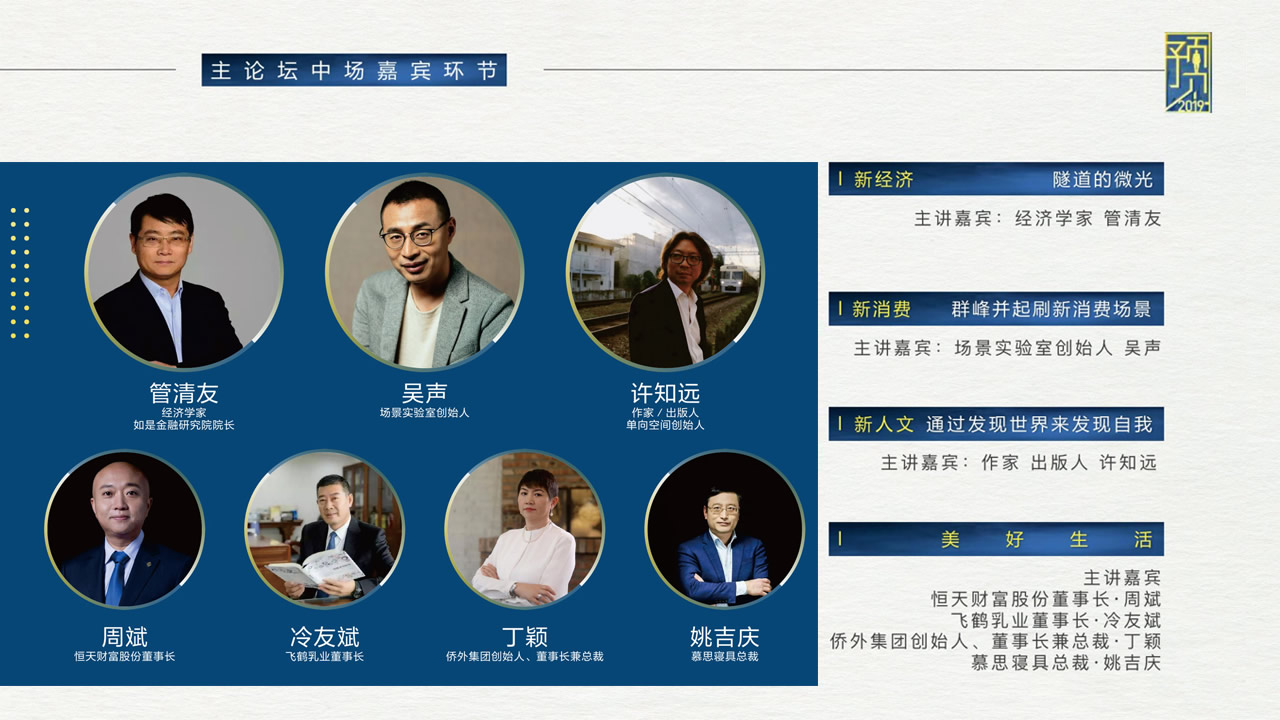 主论坛中场嘉宾环节
预见
2019
管清友
经济学家
如是金融研究院院长
吴声
场景实验室创始人
许知远
作家/出版人
单向空间创始人
周斌
恒天财富股份董事长
冷友斌
飞鹤乳业董事长
丁颖
侨外集团创始人、董事长兼总裁
姚吉庆
慕思寝具总裁
新经济 隧道的微光
主讲嘉宾：经济学家 管清友
新消费 群峰并起刷新消费场景
主讲嘉宾：场景实验室创始人 吴声
新人文 通过发现世界来发现自我
主讲嘉宾：作家 出版人 许知远
美好生活
主讲嘉宾
恒天财富股份董事长·周斌
飞鹤乳业董事长·冷友斌
侨外集团创始人、董事长兼总裁·丁颖
慕思寝具总裁·姚吉庆